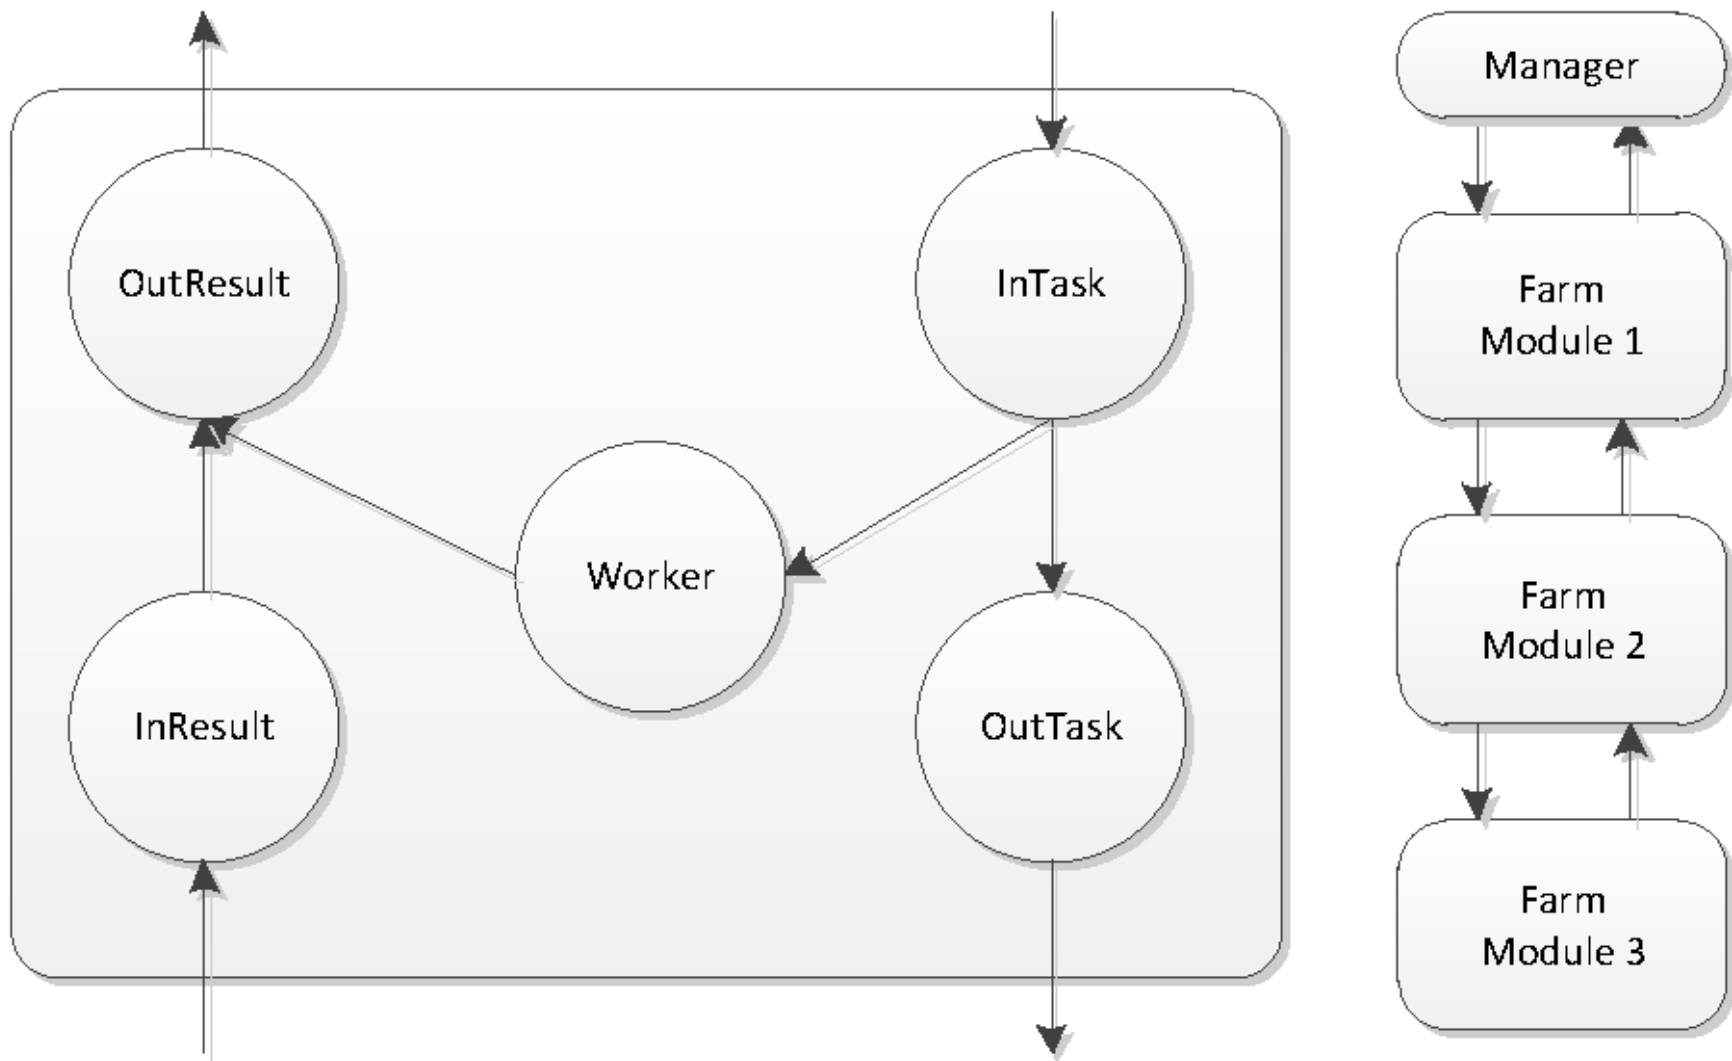 OutResult
InTask
Worker
InResult
OutTask
Manager
Farm
Module 1
Farm
Module 2
Farm
Module 3